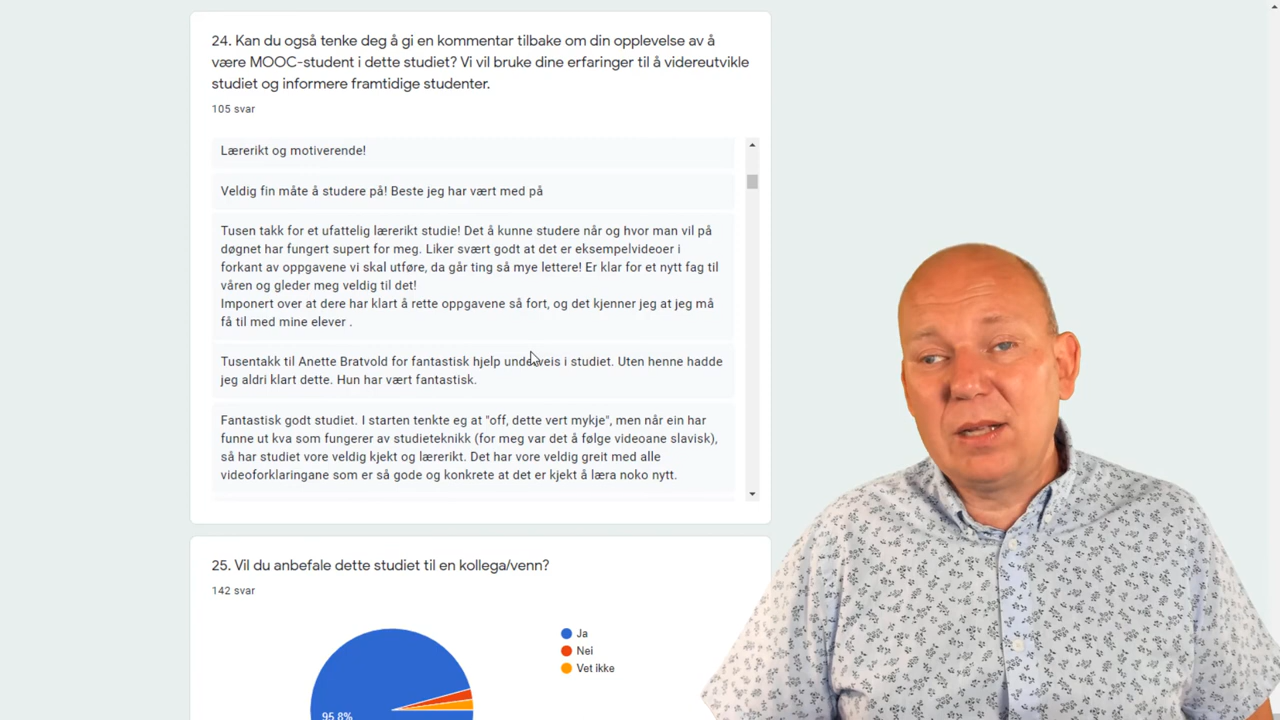 24. Kan du også tenke deg å gi en kommentar tilbake om din opplevelse av å
være MOOC-student i dette studiet? Vi vil bruke dine erfaringer til å videreutvikle
studiet og informere framtidige studenter.
105 svar
Lærerikt og motiverende!
Veldig fin måte å studere på! Beste jeg har vært med på
Tusen takk for et ufattelig lærerikt studie! Det å kunne studere når og hvor man vil på
døgnet har fungert supert for meg. Liker svært godt at det er eksempelvideoer i
forkant av oppgavene vi skal utføre, da går ting så mye lettere! Er klar for et nytt fag til
våren og gleder meg veldig til det!
Imponert over at dere har klart å rette oppgavene så fort, og det kjenner jeg at jeg må
få til med mine elever .
Tusentakk til Anette Bratvold for fantastisk hjelp underveis i studiet. Uten henne hadde
jeg aldri klart dette. Hun har vært fantastisk.
Fantastisk godt studiet. I starten tenkte eg at "off, dette vert mykje", men når ein har
funne ut kva som fungerer av studieteknikk (for meg var det å følge videoane slavisk),
så har studiet vore veldig kjekt og lærerikt. Det har vore veldig greit med alle
videoforklaringane som er så gode og konkrete at det er kjekt å læra noko nytt.
25. Vil du anbefale dette studiet til en kollega/venn?
142 svar
Ja
Nei
Vet ikke
95.8%